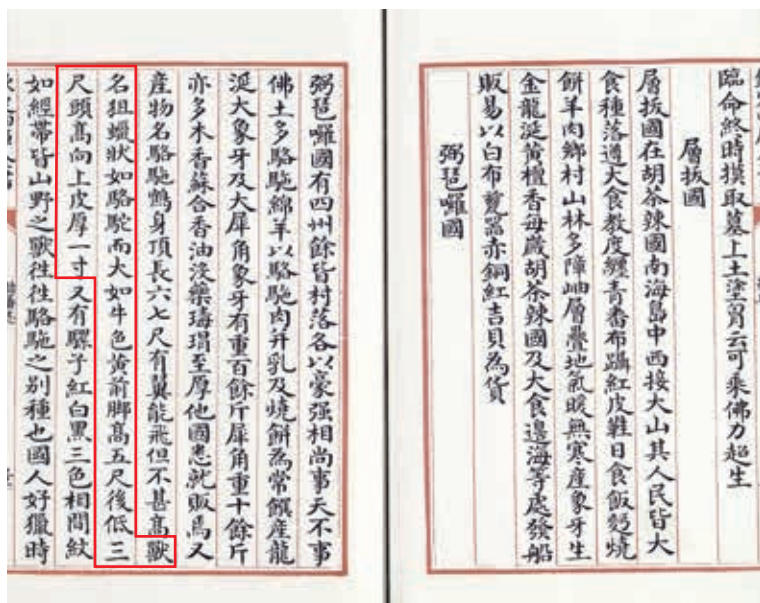 臨命終時摸取墓上土塗胷云可乘佛力超生
層拔國
層拔國在胡茶辣國南海島中西接大山其人民皆大
食種落遵大食教度纏青番布躡紅皮鞋日食飯麪燒
餅羊肉鄉村山林多障岫層疊地氣暖無寒産象牙生
金龍涎黄檀香每歲胡茶辣國及大食邊海等處發船
販易以白布甆器赤銅紅吉貝為貨
弼琶囉國
弼琶囉國有四州餘皆村落各以豪强相尚事天不事
佛土多駱駞綿羊以駱駞肉并乳及燒餅為常饌産龍
涎大象牙及大犀角象牙有重百餘斤犀角重十餘斤
亦多木香蘇合香油没藥瑇瑁至厚他國悉就販焉又
産物名駱駞鶴身頂長六七尺有翼能飛但不甚高獸
名徂蠟狀如駱駝而大如牛色黄前脚高五尺後低三
尺頭高向上皮厚一寸又有騾子紅白黑三色相間紋
如經帶皆山野之獸徃徃駱駞之别種也國人好獵時